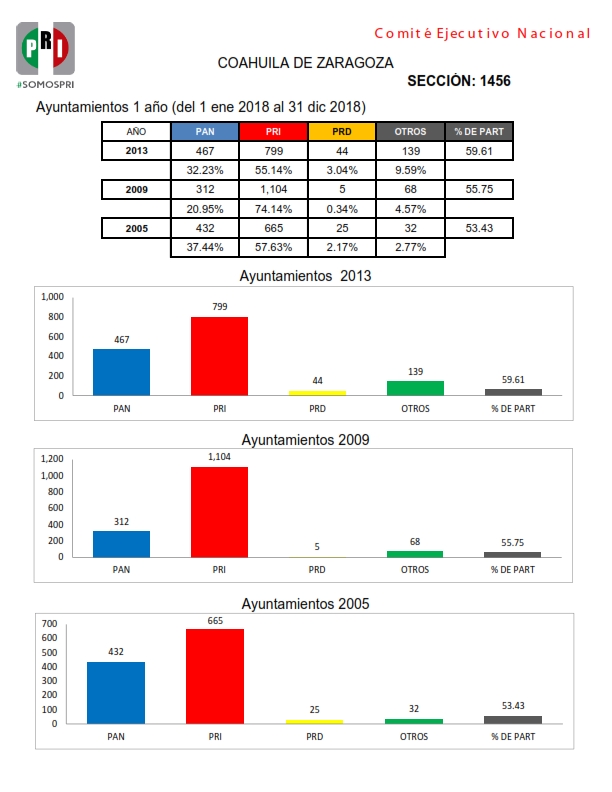 PRI
#SOMOSPRI
Comité Ejecutivo Nacional
COAHUILA DE ZARAGOZA
SECCIÓN: 1456
Ayuntamientos 1 año (del 1 ene 2018 al 31 dic 2018)
AÑO PAN PRI PRD OTROS % DE PART
2013 467 799 44 139 59.61
32.23% 55.14% 3.04% 9.59%
2009 312 1,104 5 68 55.75
20.95% 74.14% 0.34% 4.57%
2005 432 665 25 32 53.43
37.44% 57.63% 2.17% 2.77%
Ayuntamientos 2013
1,000
800
600
400
200
0
467
799
44
139
59.61
PAN PRI PRD OTROS % DE PART
Ayuntamientos 2009
1,200
1,000
800
600
400
200
0
312
1,104
5
68
55.75
PAN PRI PRD OTROS % DE PART
Ayuntamientos 2005
700
600
500
400
300
200
100
0
432
665
25
32
53.43
PAN PRI PRD OTROS % DE PART